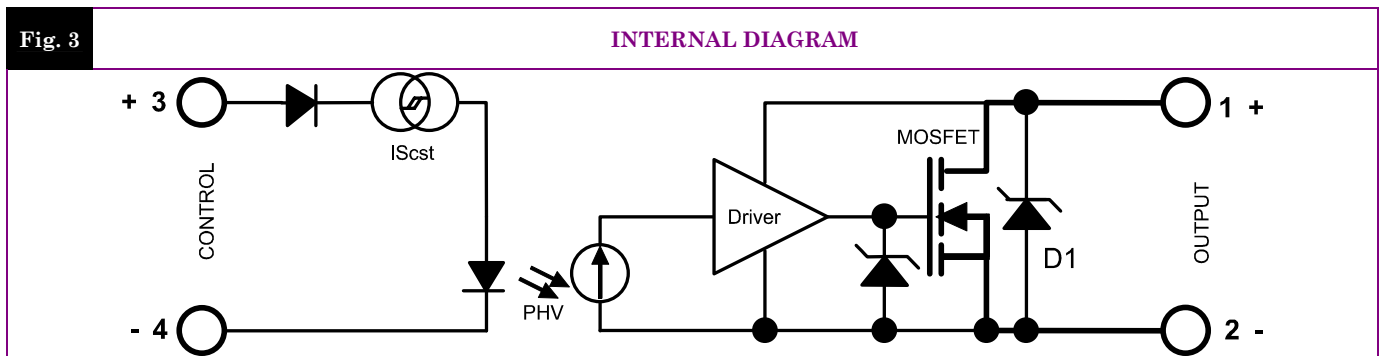 Fig. 3
INTERNAL DIAGRAM
+ 3
1 +
IScst
MOSFET
CONTROL
Driver
OUTPUT
D1
PHV
- 4
2 -